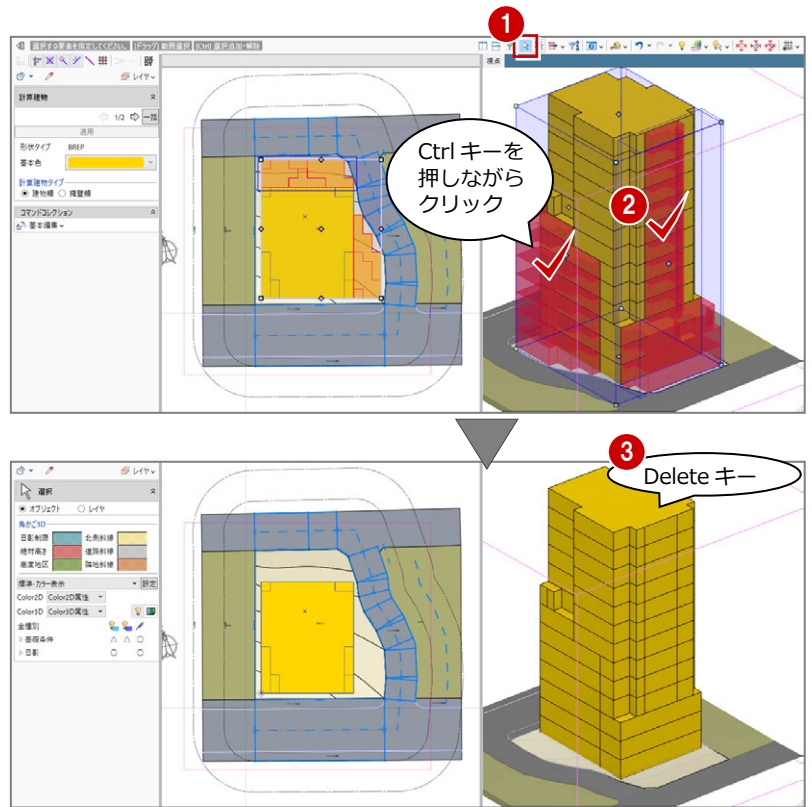 1
選択する要素を指定してください。 [ドラッグ] 範囲選択 [Ctrl] 選択追加・解除
視点
レイヤ
計算建物
1/2
一括
適用
形状タイプ BREP
基本色
計算建物タイプ
建物類 擁壁類
コマンドコレクション
基本編集
Ctrl キーを
押しながら
クリック
2
3
Delete キー
レイヤ
選択
オブジェクト レイヤ
鳥かご3D
日影制限 北側斜線
絶対高さ 道路斜線
高度地区 隣地斜線
標準-カラー表示 設定
Color2D Color2D属性
Color3D Color3D属性
全種別
基礎条件
日影